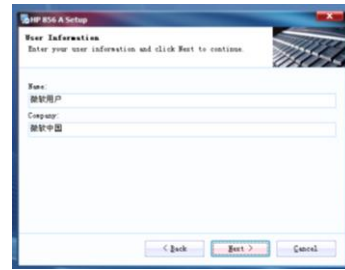 HP 856 A Setup
User Information
Enter your user information and click Next to continue.
Name:
微软用户
Company:
微软中国
< Back
Next >
Cancel